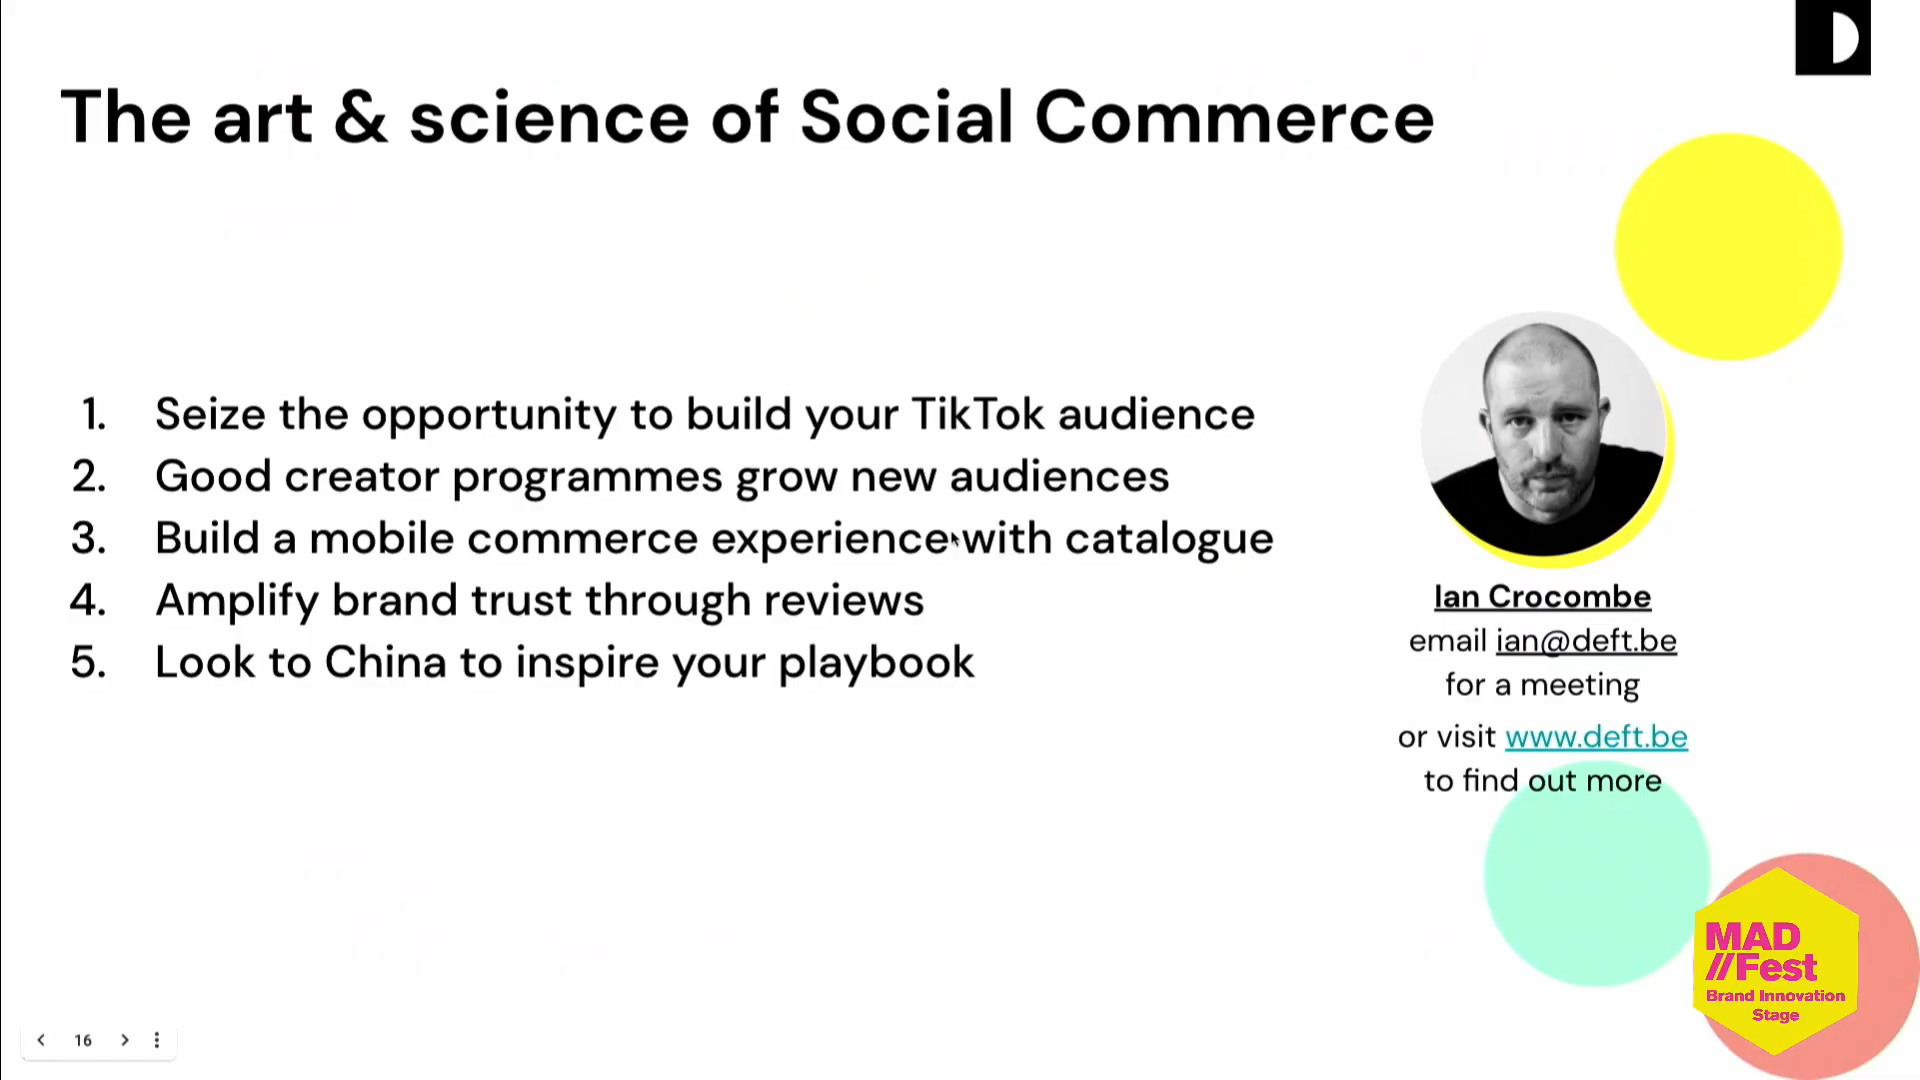 The art & science of Social Commerce
1. Seize the opportunity to build your TikTok audience
2. Good creator programmes grow new audiences
3. Build a mobile commerce experience with catalogue
4. Amplify brand trust through reviews
5. Look to China to inspire your playbook
Ian Crocombe
email ian@deft.be
for a meeting
or visit www.deft.be
to find out more
MAD
//Fest
Brand Innovation
Stage
16